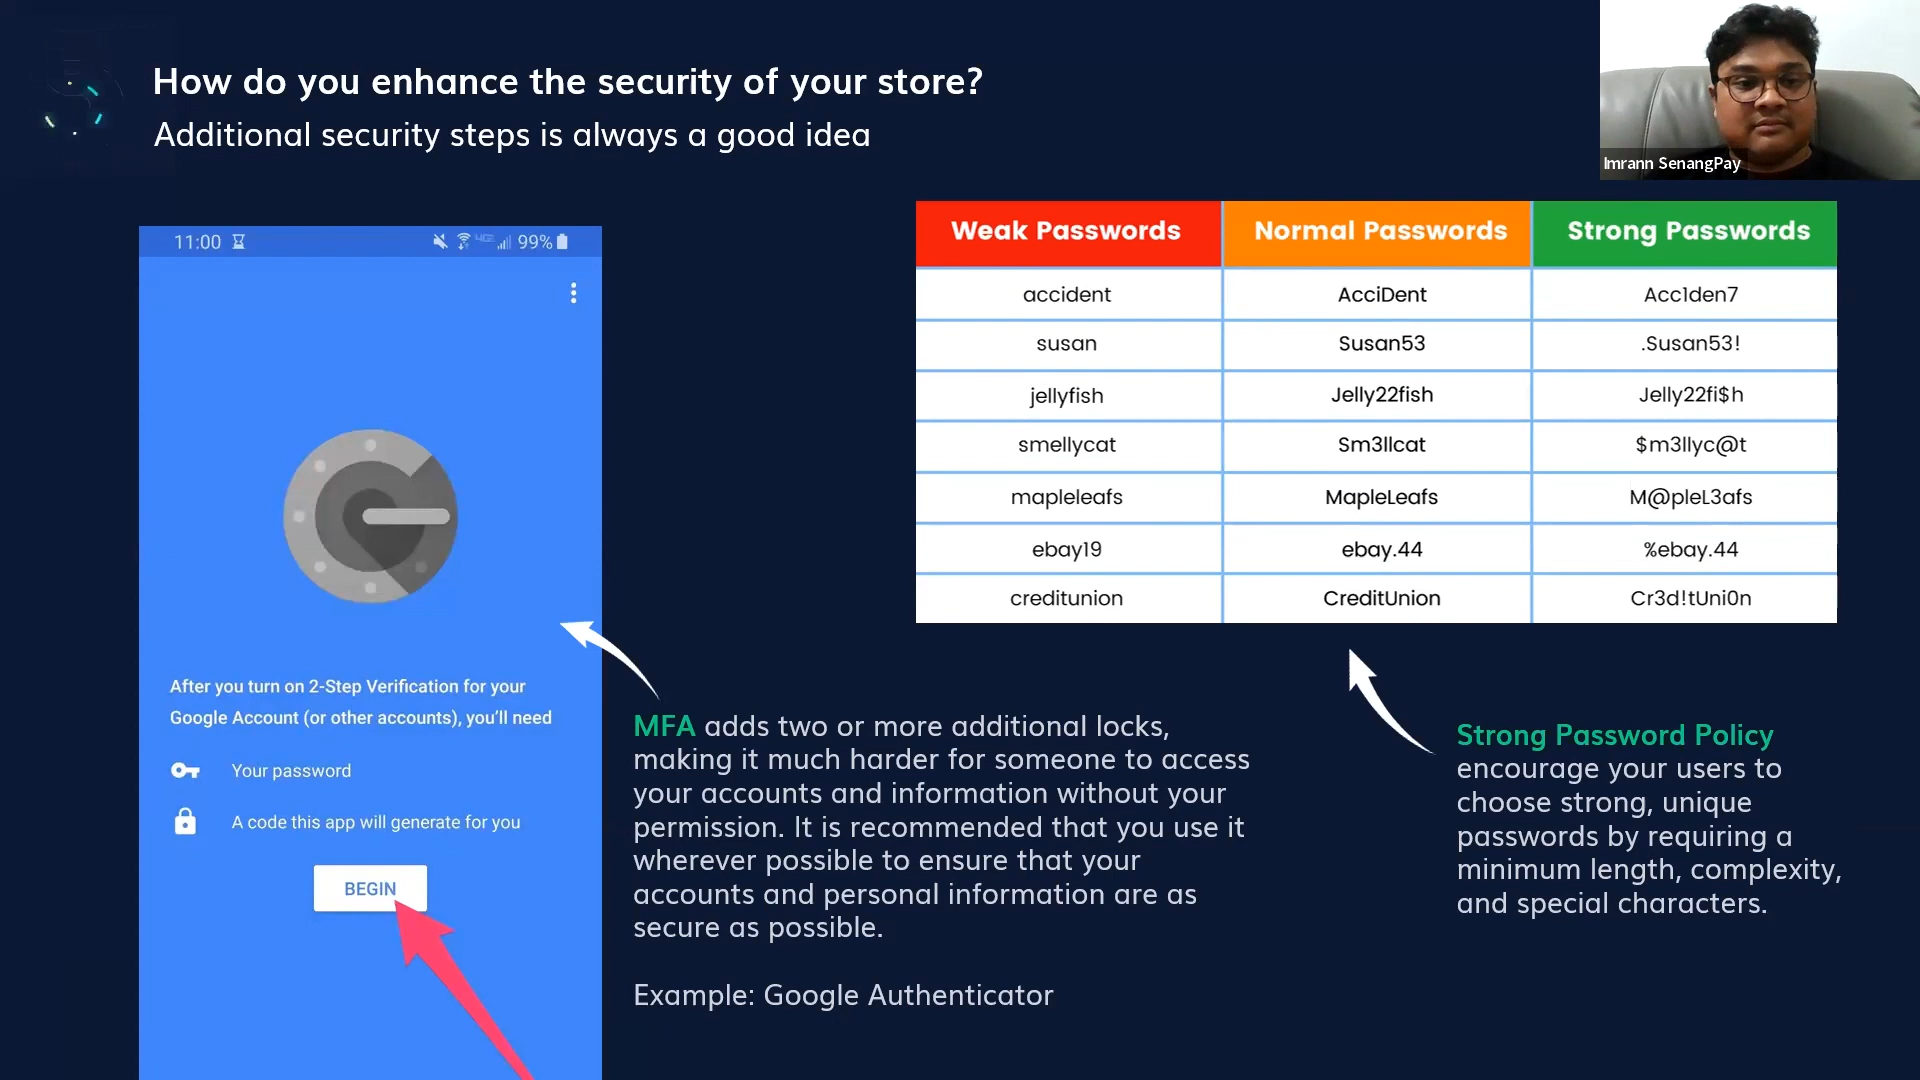 How do you enhance the security of your store?
Additional security steps is always a good idea
Imrann SenangPay
11:00
99%
After you turn on 2-Step Verification for your
Google Account (or other accounts), you'll need
Your password
A code this app will generate for you
BEGIN
Weak Passwords Normal Passwords Strong Passwords
accident AcciDent Acc1den7
susan Susan53 .Susan53!
jellyfish Jelly22fish Jelly22fi$h
smellycat Sm3llcat $m3llyc@t
mapleleafs MapleLeafs M@pleL3afs
ebay19 ebay.44 %ebay.44
creditunion CreditUnion Cr3d!tUni0n
MFA adds two or more additional locks,
making it much harder for someone to access
your accounts and information without your
permission. It is recommended that you use it
wherever possible to ensure that your
accounts and personal information are as
secure as possible.
Example: Google Authenticator
Strong Password Policy
encourage your users to
choose strong, unique
passwords by requiring a
minimum length, complexity,
and special characters.